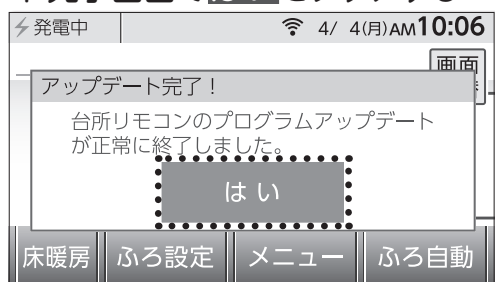 発電中
4/ 4(月)AM10:06
画面
アップデート完了!
台所リモコンのプログラムアップデート
が正常に終了しました。
はい
床暖房 ふろ設定 メニュー ふろ自動